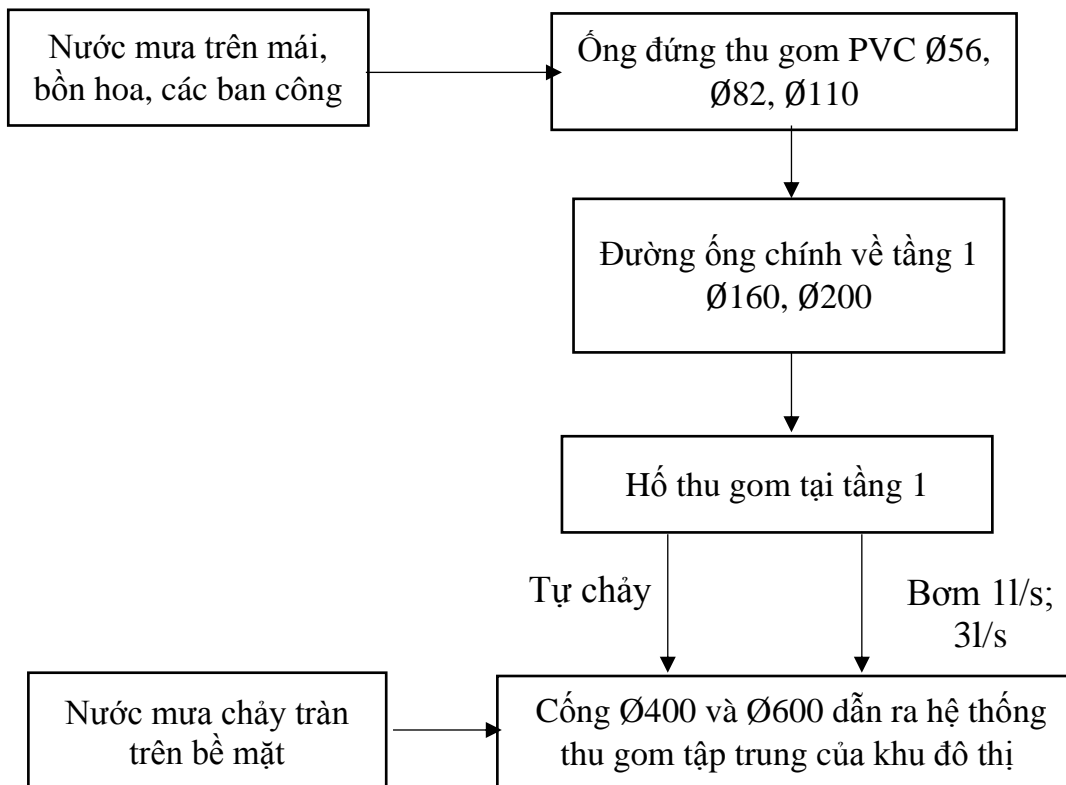 Nước mưa trên mái,
bồn hoa, các ban công
Ống đứng thu gom PVC Ø56,
Ø82, Ø110
Đường ống chính về tầng 1
Ø160, Ø200
Hố thu gom tại tầng 1
Tự chảy
Bơm 1l/s;
3l/s
Nước mưa chảy tràn
trên bề mặt
Cống Ø400 và Ø600 dẫn ra hệ thống
thu gom tập trung của khu đô thị